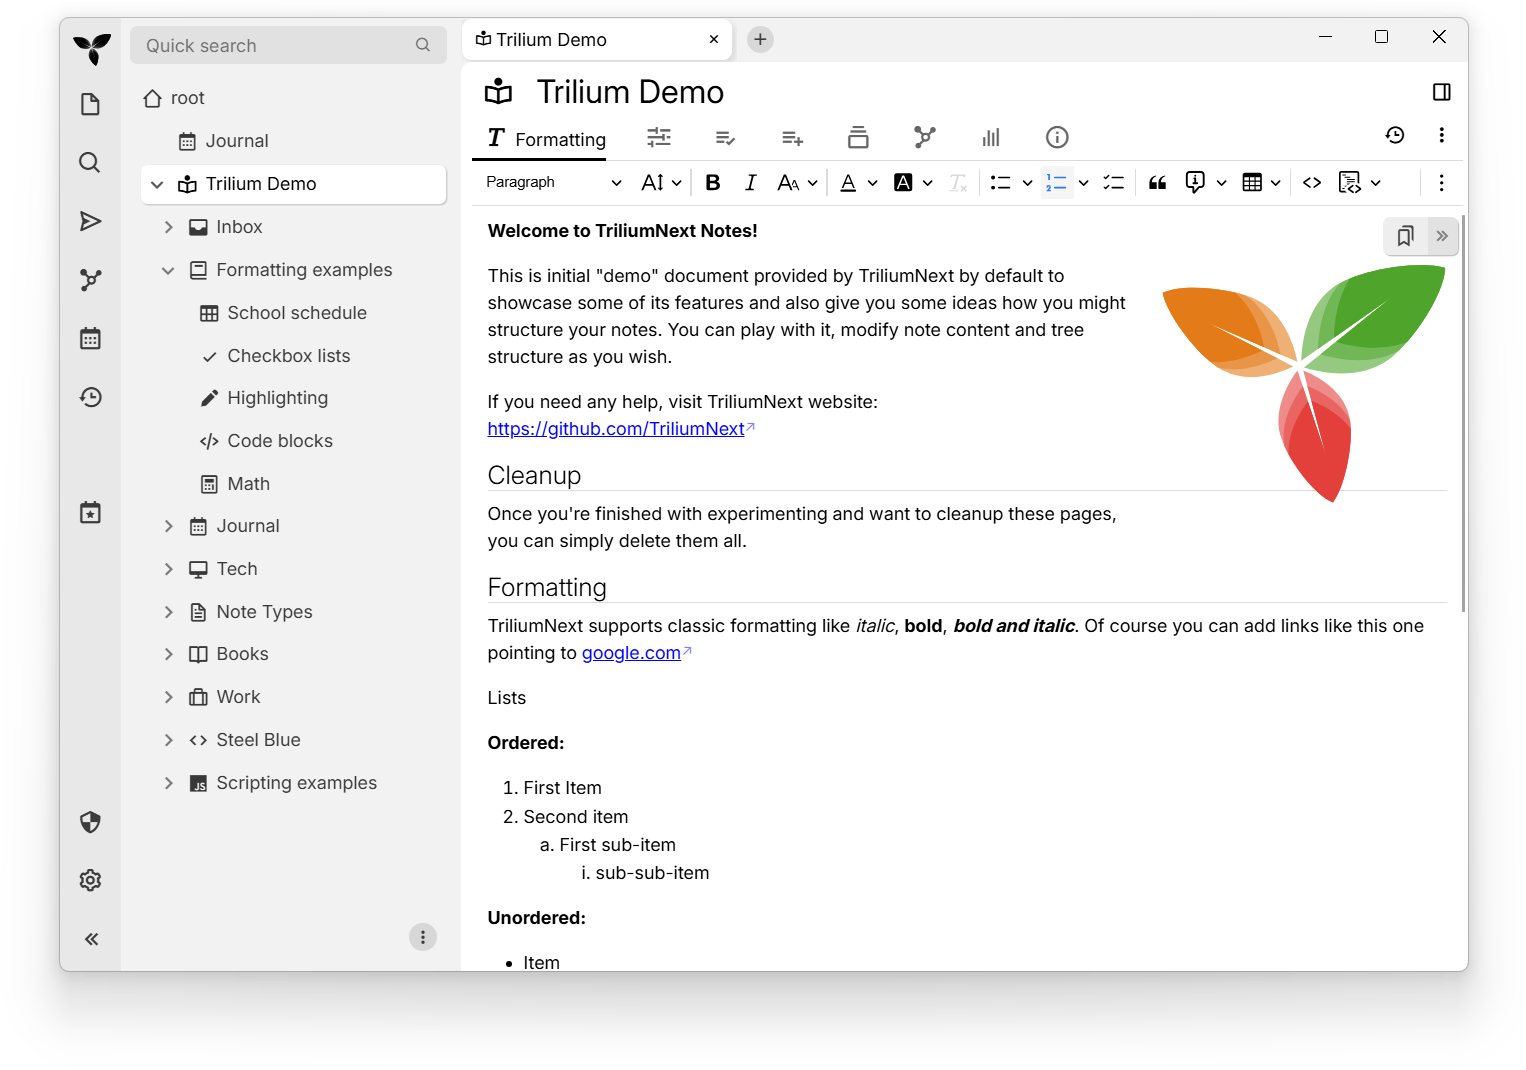 Quick search
root
Journal
Trilium Demo
Inbox
Formatting examples
School schedule
Checkbox lists
Highlighting
Code blocks
Math
Journal
Tech
Note Types
Books
Work
Steel Blue
Scripting examples
Trilium Demo
Trilium Demo
Formatting
Paragraph
Welcome to TriliumNext Notes!
This is initial "demo" document provided by TriliumNext by default to
showcase some of its features and also give you some ideas how you might
structure your notes. You can play with it, modify note content and tree
structure as you wish.
If you need any help, visit TriliumNext website:
https://github.com/TriliumNext
Cleanup
Once you're finished with experimenting and want to cleanup these pages,
you can simply delete them all.
Formatting
TriliumNext supports classic formatting like italic, bold, bold and italic. Of course you can add links like this one
pointing to google.com
Lists
Ordered:
1. First Item
2. Second item
a. First sub-item
i. sub-sub-item
Unordered:
• Item